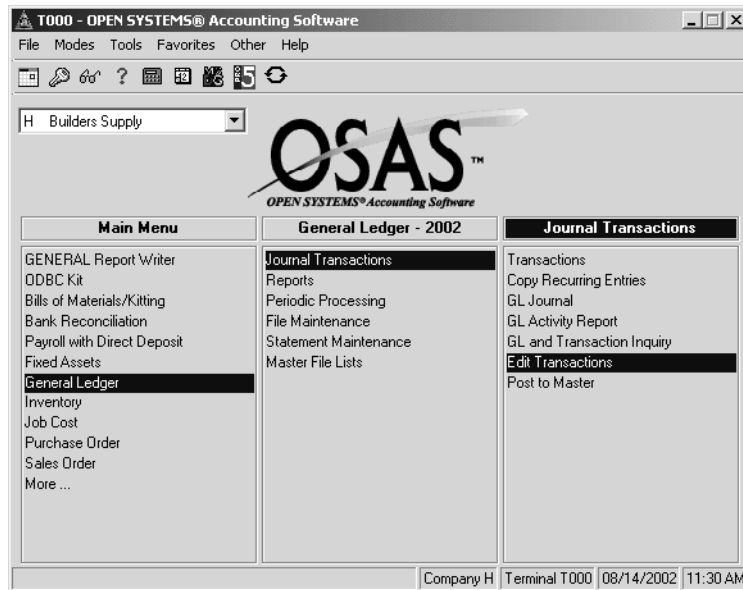 T000 - OPEN SYSTEMS® Accounting Software
File Modes Tools Favorites Other Help
H Builders Supply
OSAS™
OPEN SYSTEMS® Accounting Software
Main Menu
GENERAL Report Writer
ODBC Kit
Bills of Materials/Kitting
Bank Reconciliation
Payroll with Direct Deposit
Fixed Assets
General Ledger
Inventory
Job Cost
Purchase Order
Sales Order
More ...
General Ledger - 2002
Journal Transactions
Reports
Periodic Processing
File Maintenance
Statement Maintenance
Master File Lists
Journal Transactions
Transactions
Copy Recurring Entries
GL Journal
GL Activity Report
GL and Transaction Inquiry
Edit Transactions
Post to Master
Company H Terminal T000 08/14/2002 11:30 AM